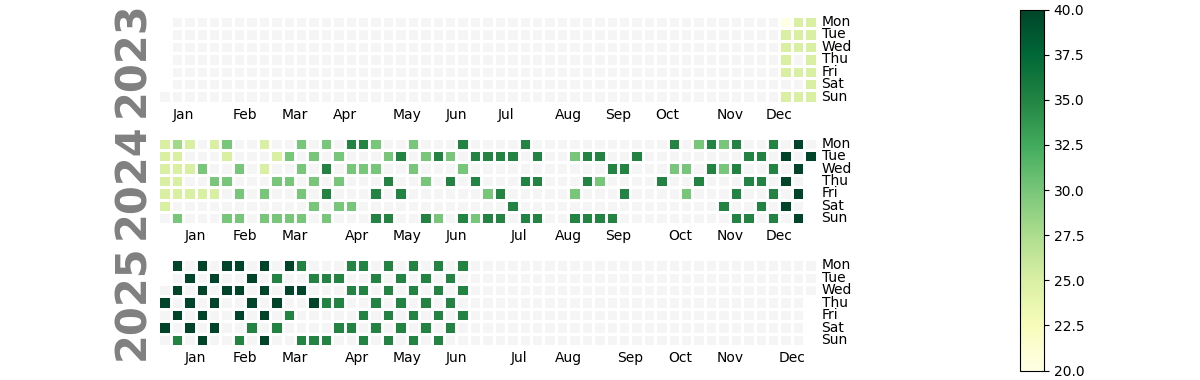 2023
Mon
Tue
Wed
Thu
Fri
Sat
Sun
Jan Feb Mar Apr May Jun Jul Aug Sep Oct Nov Dec
2024
Mon
Tue
Wed
Thu
Fri
Sat
Sun
Jan Feb Mar Apr May Jun Jul Aug Sep Oct Nov Dec
2025
Mon
Tue
Wed
Thu
Fri
Sat
Sun
Jan Feb Mar Apr May Jun Jul Aug Sep Oct Nov Dec
40.0
37.5
35.0
32.5
30.0
27.5
25.0
22.5
20.0